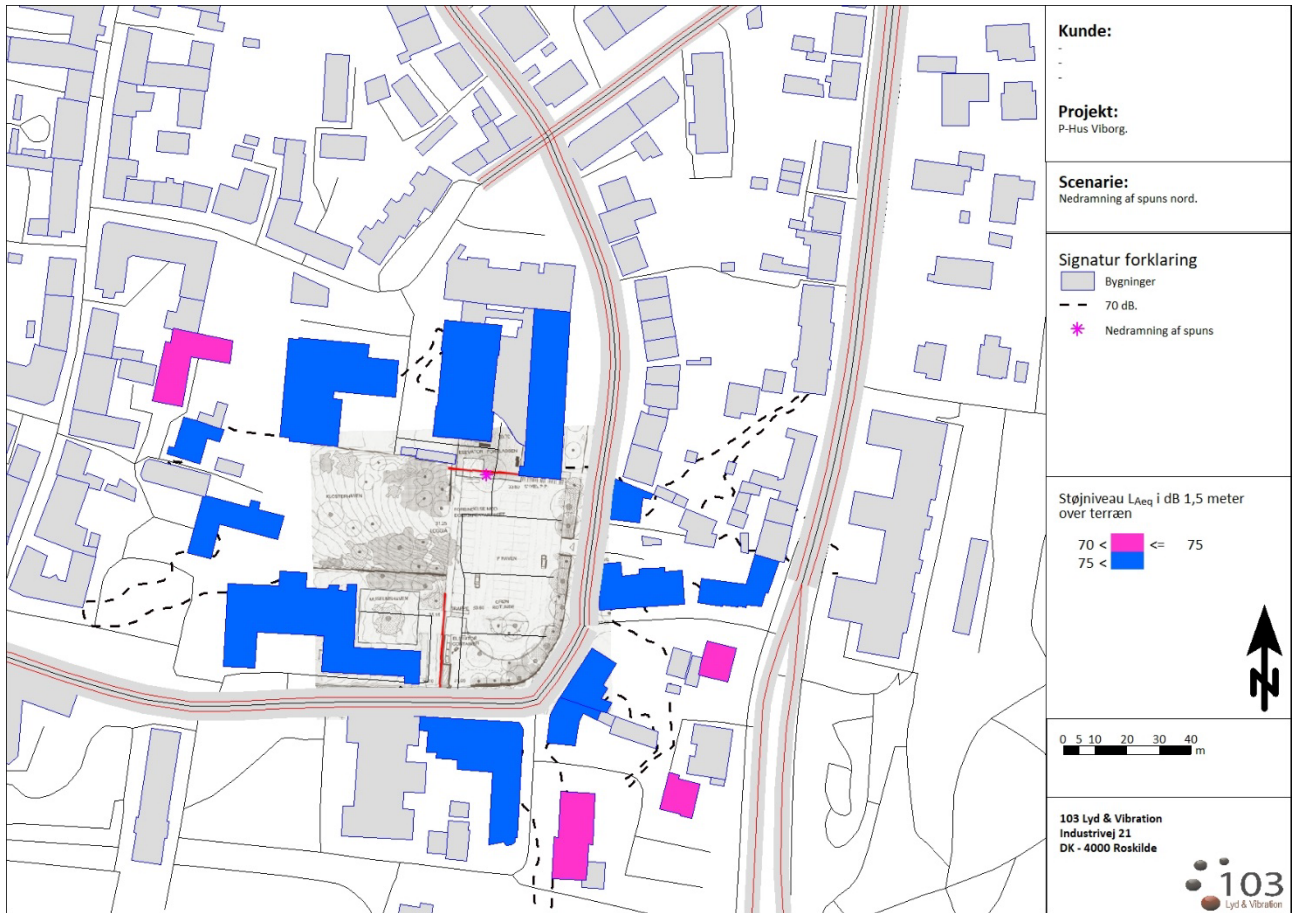 Kunde:
-
-
-
Projekt:
P-Hus Viborg.
Scenarie:
Nedramning af spuns nord.
Signatur forklaring
Bygninger
70 dB.
Nedramning af spuns
Støjniveau LAeq i dB 1,5 meter
over terræn
70 < <= 75
75 <
N
0 5 10 20 30 40
m
103 Lyd & Vibration
Industrivej 21
DK - 4000 Roskilde
103
Lyd & Vibration
KLOSTERHAVEN